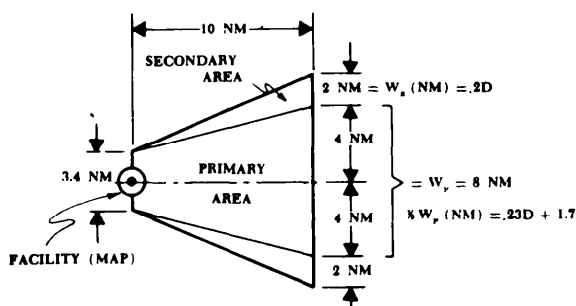 10 NM
SECONDARY
AREA
2 NM = Wₛ (NM) = .2D
4 NM
3.4 NM
PRIMARY
AREA
= Wₚ = 8 NM
½ Wₚ (NM) = .23D + 1.7
4 NM
FACILITY (MAP)
2 NM